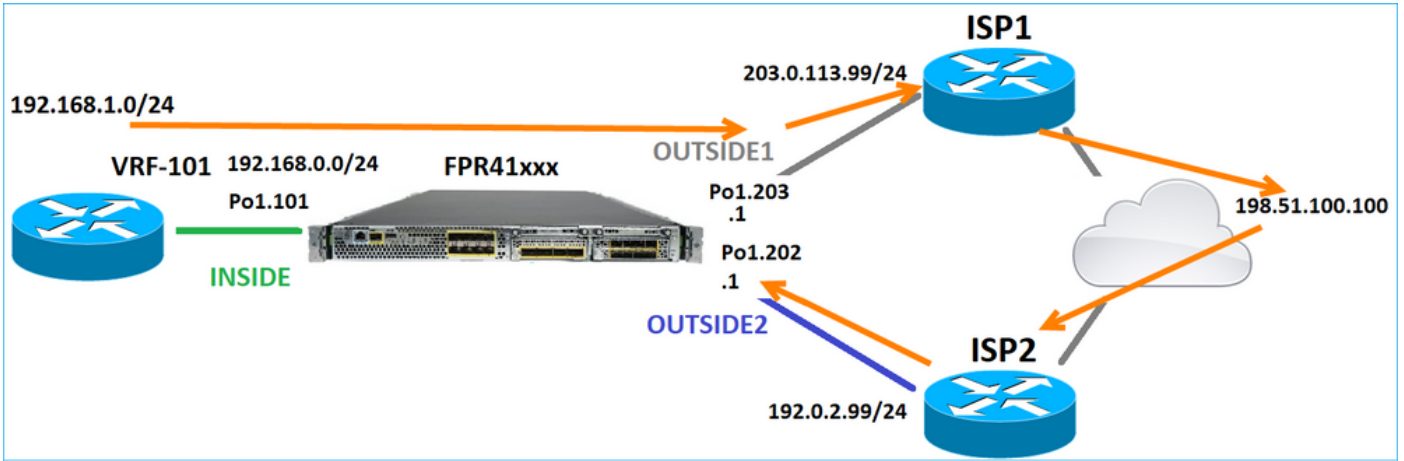 ISP1
203.0.113.99/24
192.168.1.0/24
OUTSIDE1
VRF-101
192.168.0.0/24
FPR41xxx
Po1.101
Po1.203
.1
198.51.100.100
Po1.202
.1
INSIDE
OUTSIDE2
ISP2
192.0.2.99/24